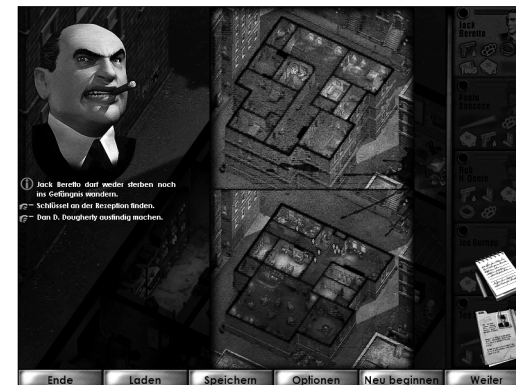 Jack Beretto darf weder sterben noch
ins Gefängnis wandern.
Schlüssel an der Rezeption finden.
Dan D. Dougherly ausfindig machen.
Jack
Beretto
Ende
Laden
Speichern
Optionen
Neu beginnen
Weiter